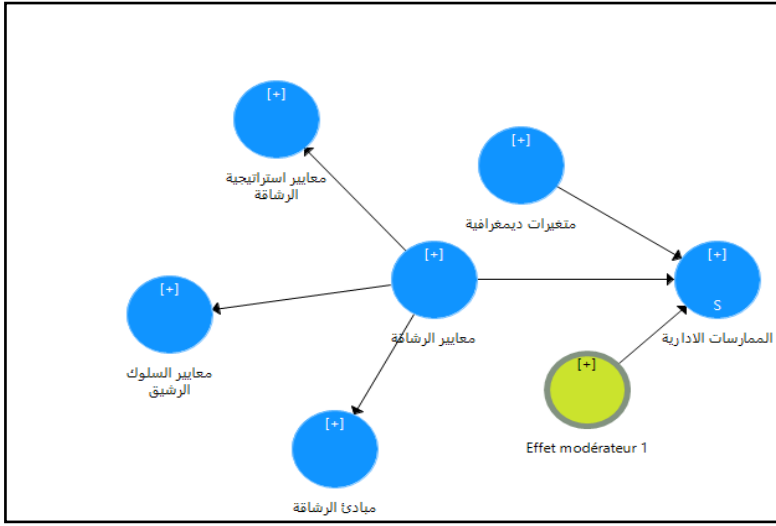 [+]
معايير استراتيجية
الرشاقة
[+]
متغيرات ديمغرافية
[+]
معايير الرشاقة
[+]
S
الممارسات الادارية
[+]
معايير السلوك
الرشيق
[+]
Effet modérateur 1
[+]
مبادئ الرشاقة